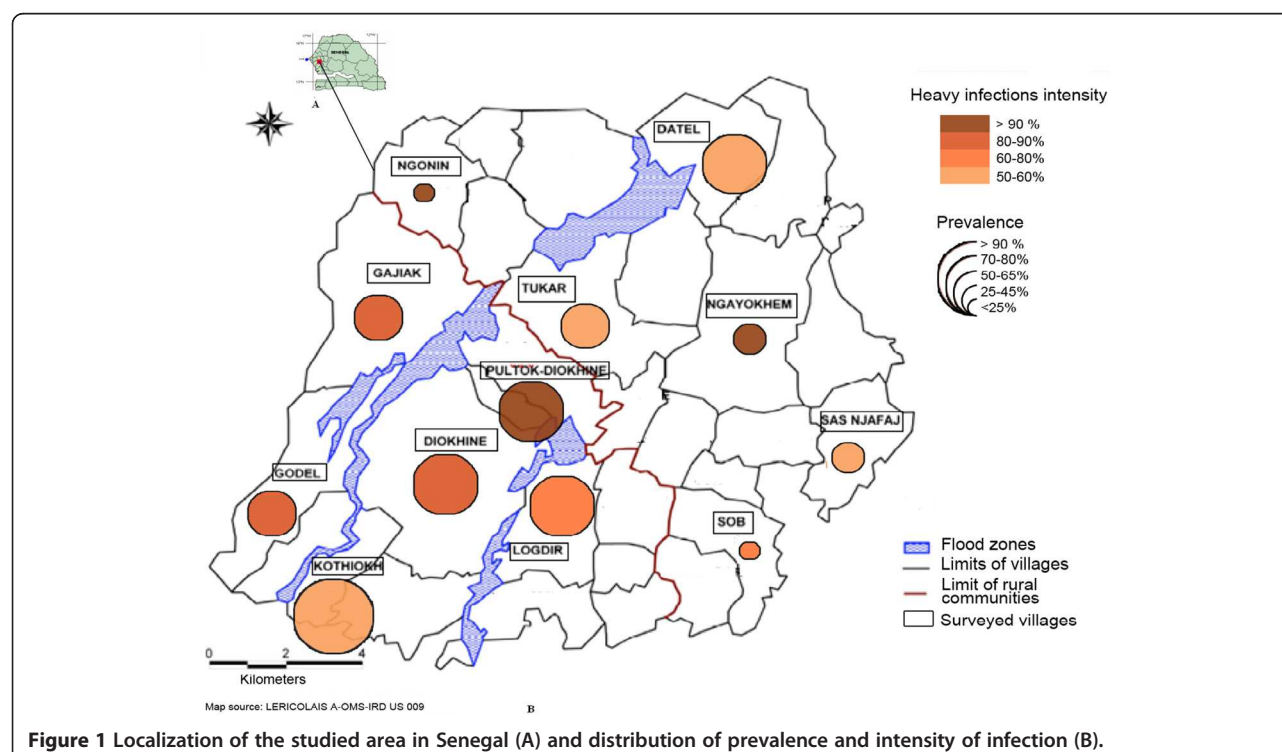 SENEGAL
A
Heavy infections intensity
> 90 %
80-90%
60-80%
50-60%
Prevalence
> 90 %
70-80%
50-65%
25-45%
<25%
DATEL
NGONIN
GAJIAK
TUKAR
NGAYOKHEM
PULTOK-DIOKHINE
SAS NJAFAJ
DIOKHINE
GODEL
SOB
LOGDIR
KOTHIOKH
Flood zones
Limits of villages
Limit of rural
communities
Surveyed villages
0 2 4
Kilometers
Map source: LERICOLAIS A-OMS-IRD US 009
B
Figure 1 Localization of the studied area in Senegal (A) and distribution of prevalence and intensity of infection (B).